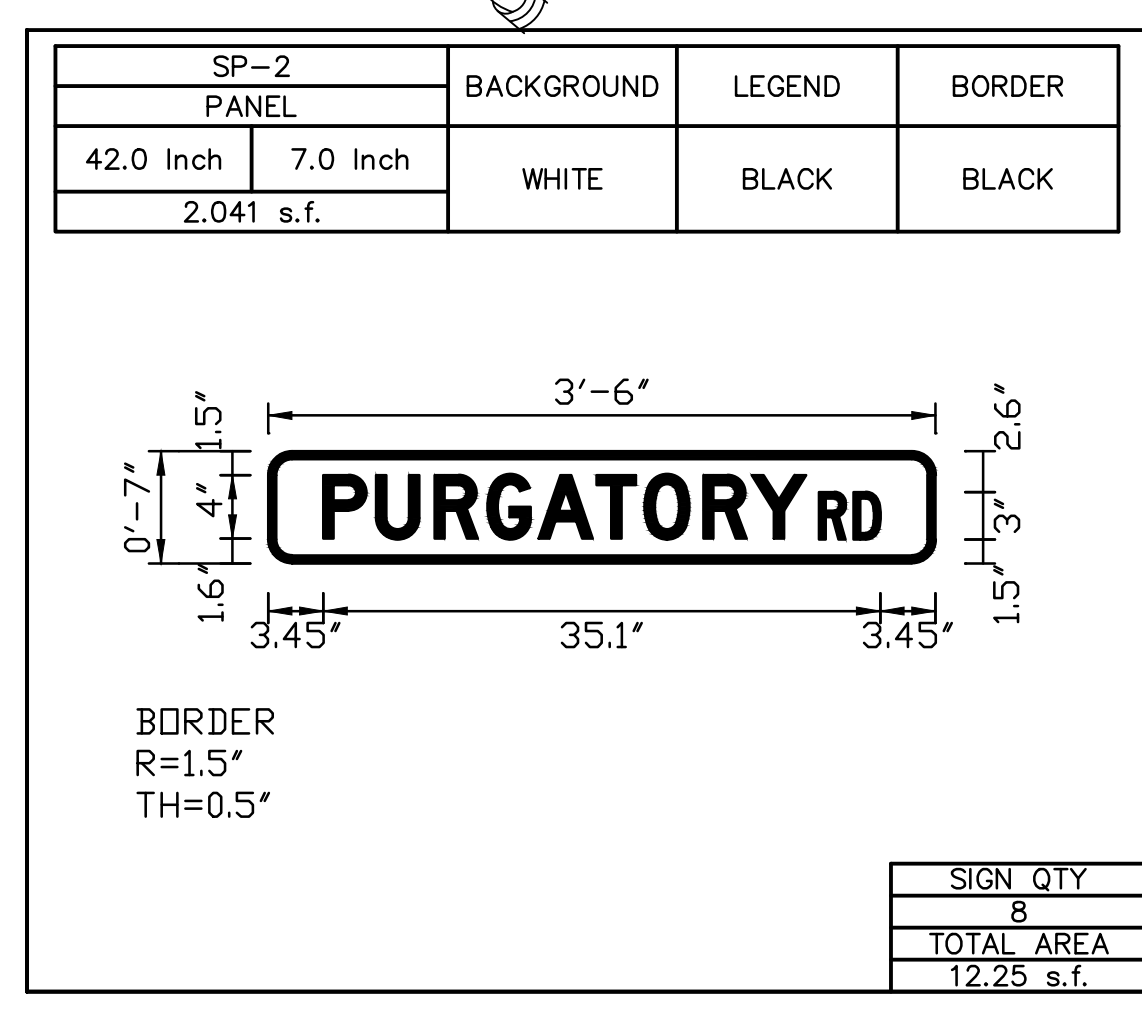 SP-2
PANEL
42.0 Inch 7.0 Inch
2.041 s.f.
BACKGROUND LEGEND BORDER
WHITE BLACK BLACK
3'-6"
1.5"
4"
1.6"
0'-7"
PURGATORY RD
2.6"
3"
1.5"
3.45" 35.1" 3.45"
BORDER
R=1.5"
TH=0.5"
SIGN QTY
8
TOTAL AREA
12.25 s.f.